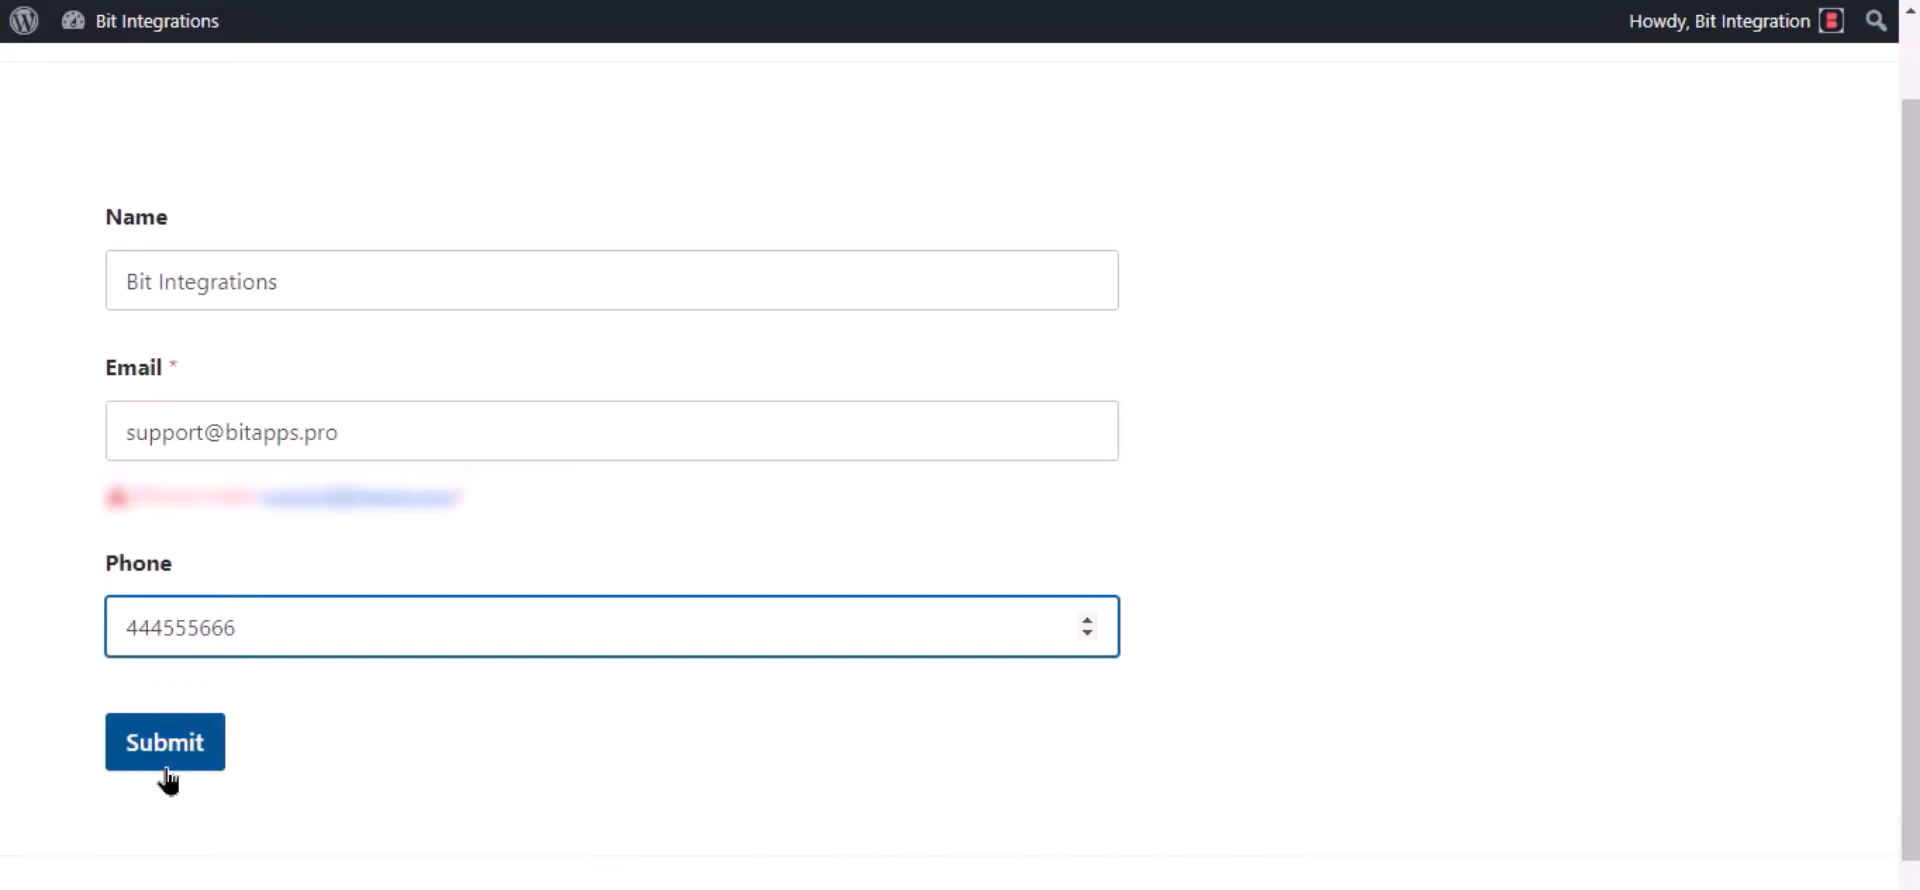 Bit Integrations
Howdy, Bit Integration
Name
Bit Integrations
Email *
support@bitapps.pro
Phone
444555666
Submit